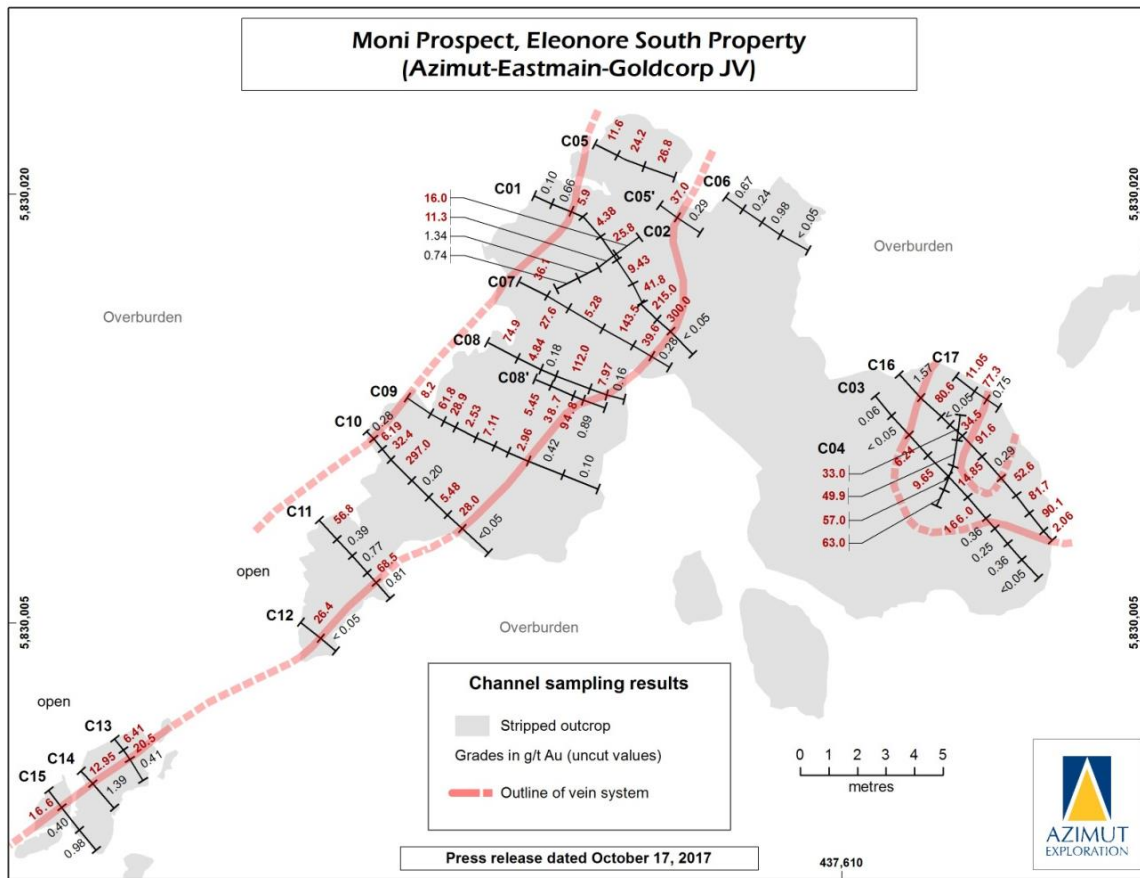 Moni Prospect, Eleonore South Property
(Azimut-Eastmain-Goldcorp JV)
5,830,020
5,830,020
C05
11.6
24.2
26.8
C01
0.10
0.66
5.9
4.38
9.43
41.8
215.0
300.0
< 0.05
C05'
37.0
0.29
C06
0.67
0.24
0.98
< 0.05
Overburden
16.0
11.3
1.34
0.74
25.8
C02
C07
36.1
27.6
5.28
143.5
39.6
0.28
Overburden
C08
74.9
4.84
0.18
112.0
7.97
0.16
C08'
5.45
38.7
94.8
0.89
C09
8.2
61.8
28.9
2.53
7.11
2.96
0.42
0.10
C10
0.28
6.19
32.4
297.0
0.20
5.48
28.0
<0.05
C16
1.57
80.6
< 0.05
34.5
91.6
0.29
52.6
81.7
90.1
2.06
C17
11.05
77.3
0.75
C03
0.06
< 0.05
6.24
9.65
14.85
166.0
0.36
0.25
0.36
<0.05
C04
33.0
49.9
57.0
63.0
C11
56.8
0.39
0.77
68.5
0.81
open
C12
26.4
< 0.05
Overburden
5,830,005
5,830,005
open
C13
6.41
20.5
0.41
C14
12.95
1.39
C15
16.6
0.40
0.98
Channel sampling results
Stripped outcrop
Grades in g/t Au (uncut values)
Outline of vein system
0 1 2 3 4 5
metres
Press release dated October 17, 2017
437,610
AZIMUT
EXPLORATION